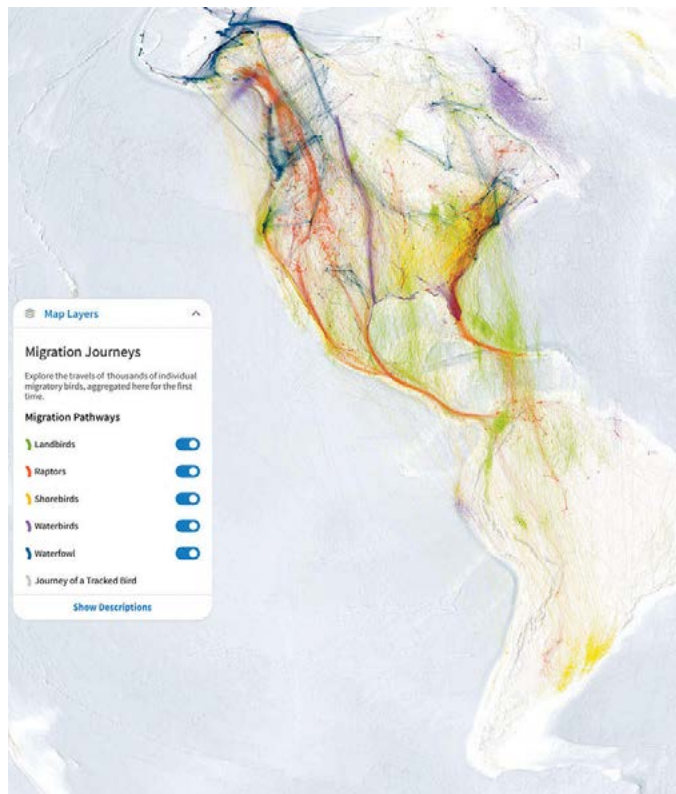 Map Layers
Migration Journeys
Explore the travels of thousands of individual
migratory birds, aggregated here for the first
time.
Migration Pathways
Landbirds
Raptors
Shorebirds
Waterbirds
Waterfowl
Journey of a Tracked Bird
Show Descriptions